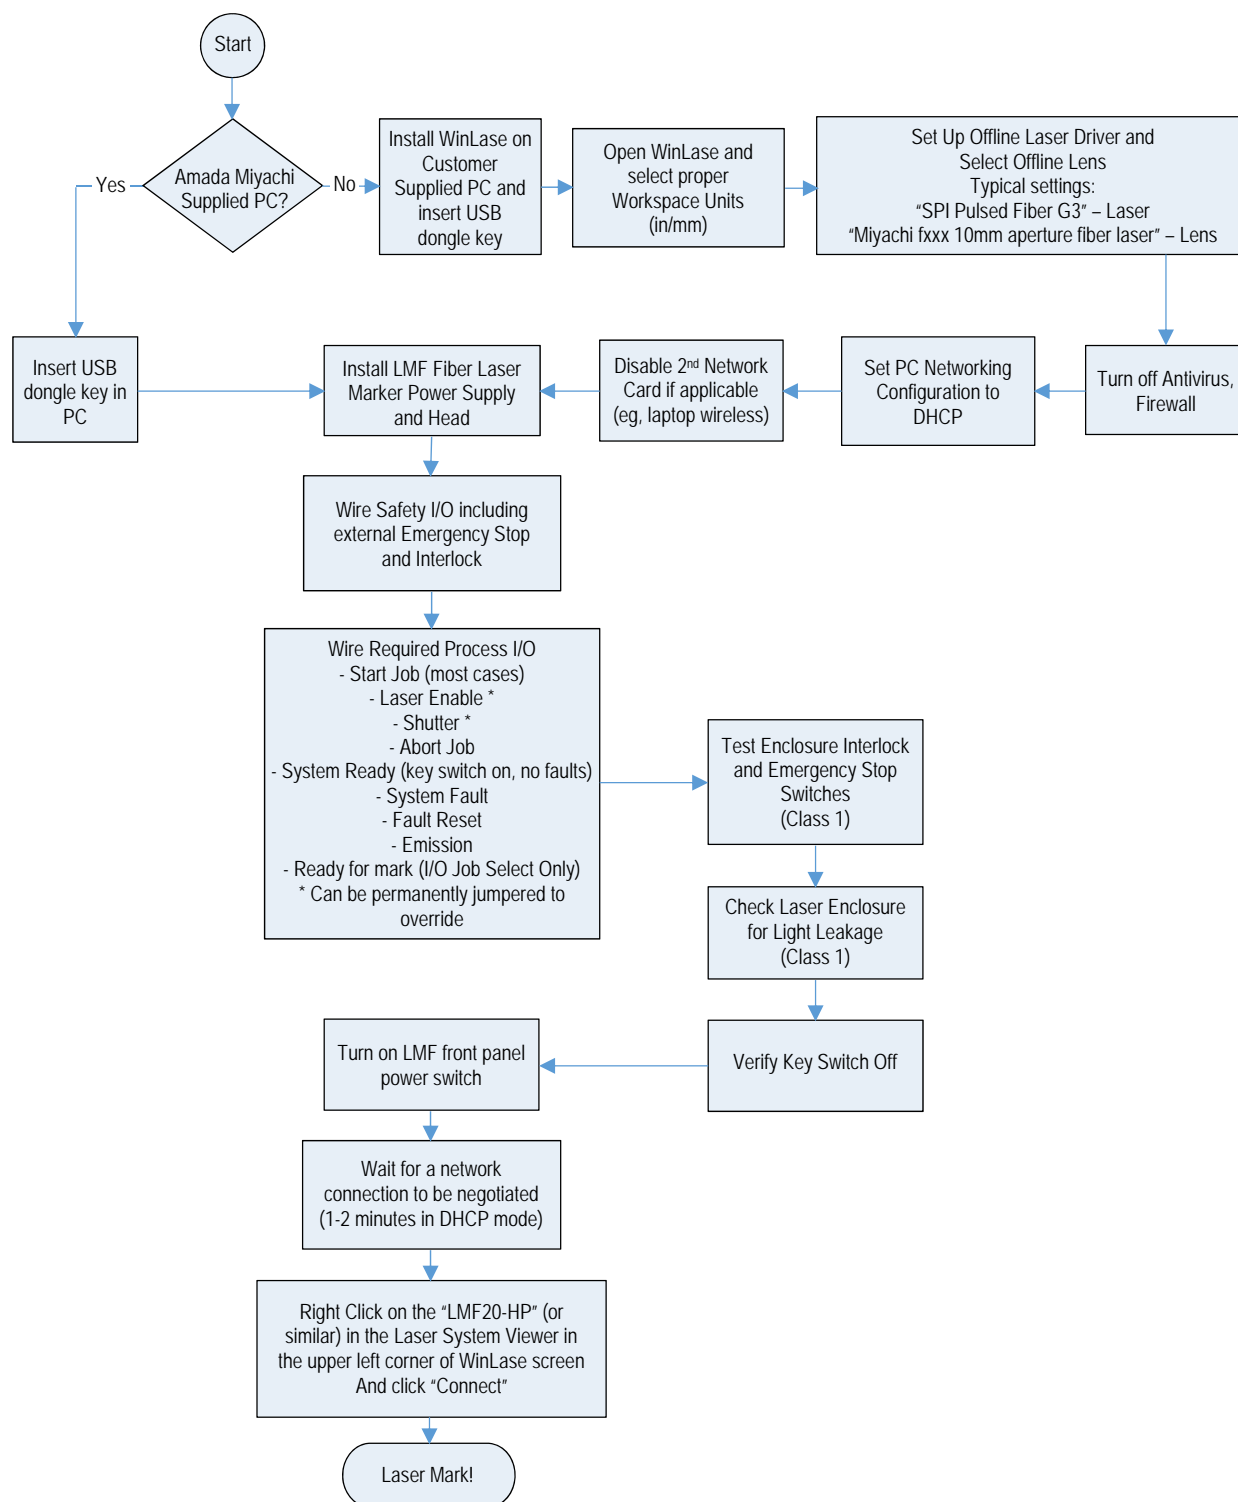 Start
Amada Miyachi
Supplied PC?
Yes
No
Install WinLase on
Customer
Supplied PC and
insert USB
dongle key
Open WinLase and
select proper
Workspace Units
(in/mm)
Set Up Offline Laser Driver and
Select Offline Lens
Typical settings:
“SPI Pulsed Fiber G3” – Laser
“Miyachi fxxx 10mm aperture fiber laser” – Lens
Insert USB
dongle key in
PC
Install LMF Fiber Laser
Marker Power Supply
and Head
Disable 2nd Network
Card if applicable
(eg, laptop wireless)
Set PC Networking
Configuration to
DHCP
Turn off Antivirus,
Firewall
Wire Safety I/O including
external Emergency Stop
and Interlock
Wire Required Process I/O
- Start Job (most cases)
- Laser Enable *
- Shutter *
- Abort Job
- System Ready (key switch on, no faults)
- System Fault
- Fault Reset
- Emission
- Ready for mark (I/O Job Select Only)
* Can be permanently jumpered to
override
Test Enclosure Interlock
and Emergency Stop
Switches
(Class 1)
Check Laser Enclosure
for Light Leakage
(Class 1)
Verify Key Switch Off
Turn on LMF front panel
power switch
Wait for a network
connection to be negotiated
(1-2 minutes in DHCP mode)
Right Click on the “LMF20-HP” (or
similar) in the Laser System Viewer in
the upper left corner of WinLase screen
And click “Connect”
Laser Mark!